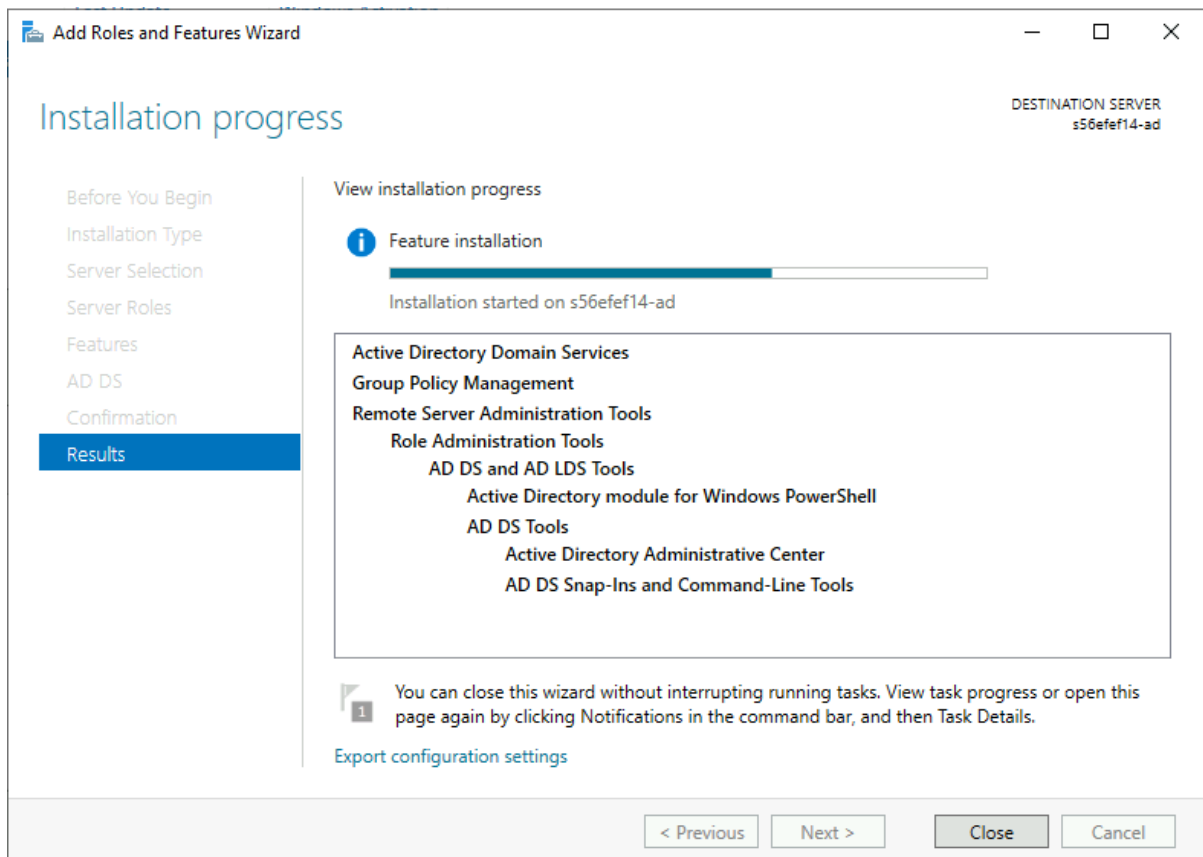 Add Roles and Features Wizard
Installation progress
DESTINATION SERVER
s56efef14-ad
Before You Begin
Installation Type
Server Selection
Server Roles
Features
AD DS
Confirmation
Results
View installation progress
Feature installation
Installation started on s56efef14-ad
Active Directory Domain Services
Group Policy Management
Remote Server Administration Tools
Role Administration Tools
AD DS and AD LDS Tools
Active Directory module for Windows PowerShell
AD DS Tools
Active Directory Administrative Center
AD DS Snap-Ins and Command-Line Tools
1
You can close this wizard without interrupting running tasks. View task progress or open this
page again by clicking Notifications in the command bar, and then Task Details.
Export configuration settings
< Previous
Next >
Close
Cancel